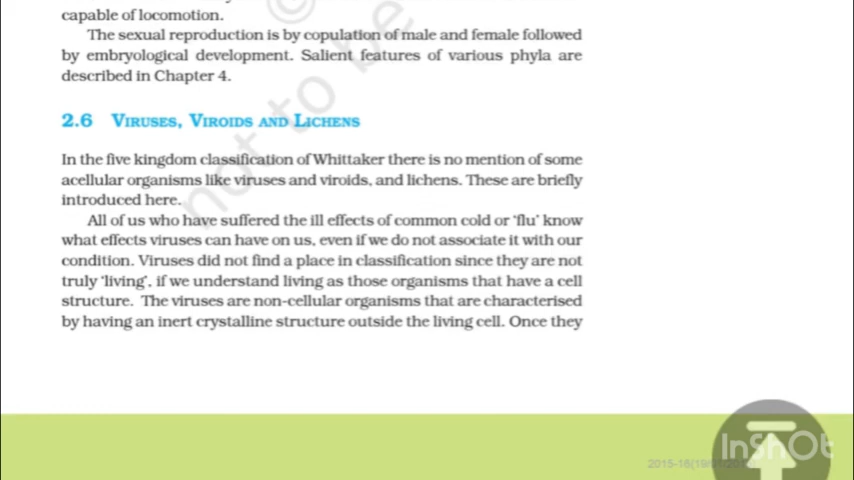 capable of locomotion.
The sexual reproduction is by copulation of male and female followed
by embryological development. Salient features of various phyla are
described in Chapter 4.
2.6 VIRUSES, VIROIDS AND LICHENS
In the five kingdom classification of Whittaker there is no mention of some
acellular organisms like viruses and viroids, and lichens. These are briefly
introduced here.
All of us who have suffered the ill effects of common cold or ‘flu’ know
what effects viruses can have on us, even if we do not associate it with our
condition. Viruses did not find a place in classification since they are not
truly ‘living’, if we understand living as those organisms that have a cell
structure. The viruses are non-cellular organisms that are characterised
by having an inert crystalline structure outside the living cell. Once they
© not to be
InShOt